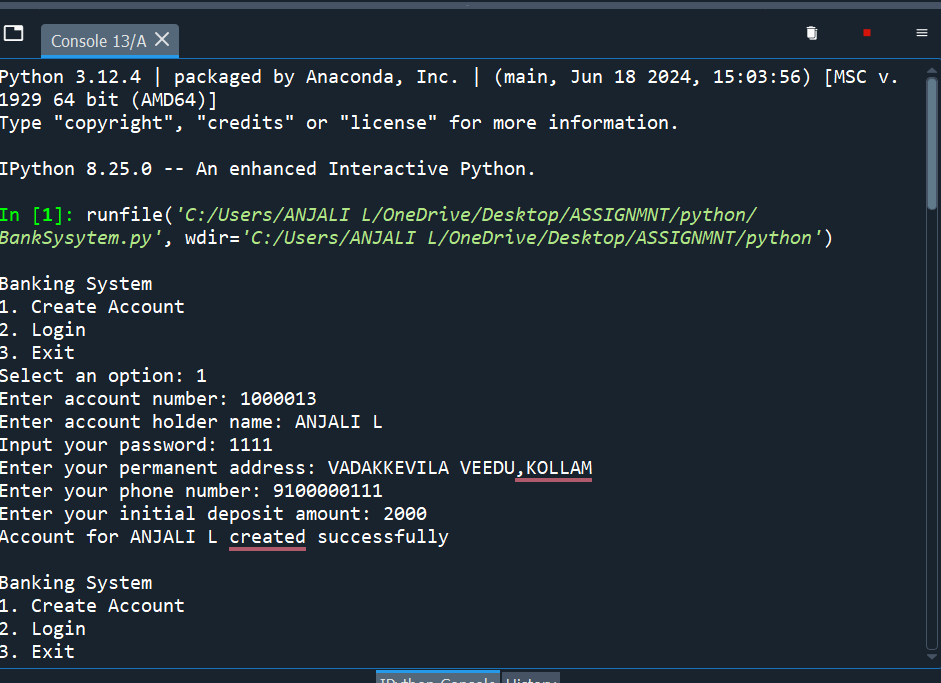 Console 13/A
Python 3.12.4 | packaged by Anaconda, Inc. | (main, Jun 18 2024, 15:03:56) [MSC v.
1929 64 bit (AMD64)]
Type "copyright", "credits" or "license" for more information.
IPython 8.25.0 -- An enhanced Interactive Python.
In [1]: runfile('C:/Users/ANJALI L/OneDrive/Desktop/ASSIGNMNT/python/
BankSysytem.py', wdir='C:/Users/ANJALI L/OneDrive/Desktop/ASSIGNMNT/python')
Banking System
1. Create Account
2. Login
3. Exit
Select an option: 1
Enter account number: 1000013
Enter account holder name: ANJALI L
Input your password: 1111
Enter your permanent address: VADAKKEVILA VEEDU,KOLLAM
Enter your phone number: 9100000111
Enter your initial deposit amount: 2000
Account for ANJALI L created successfully
Banking System
1. Create Account
2. Login
3. Exit
IPython Console History